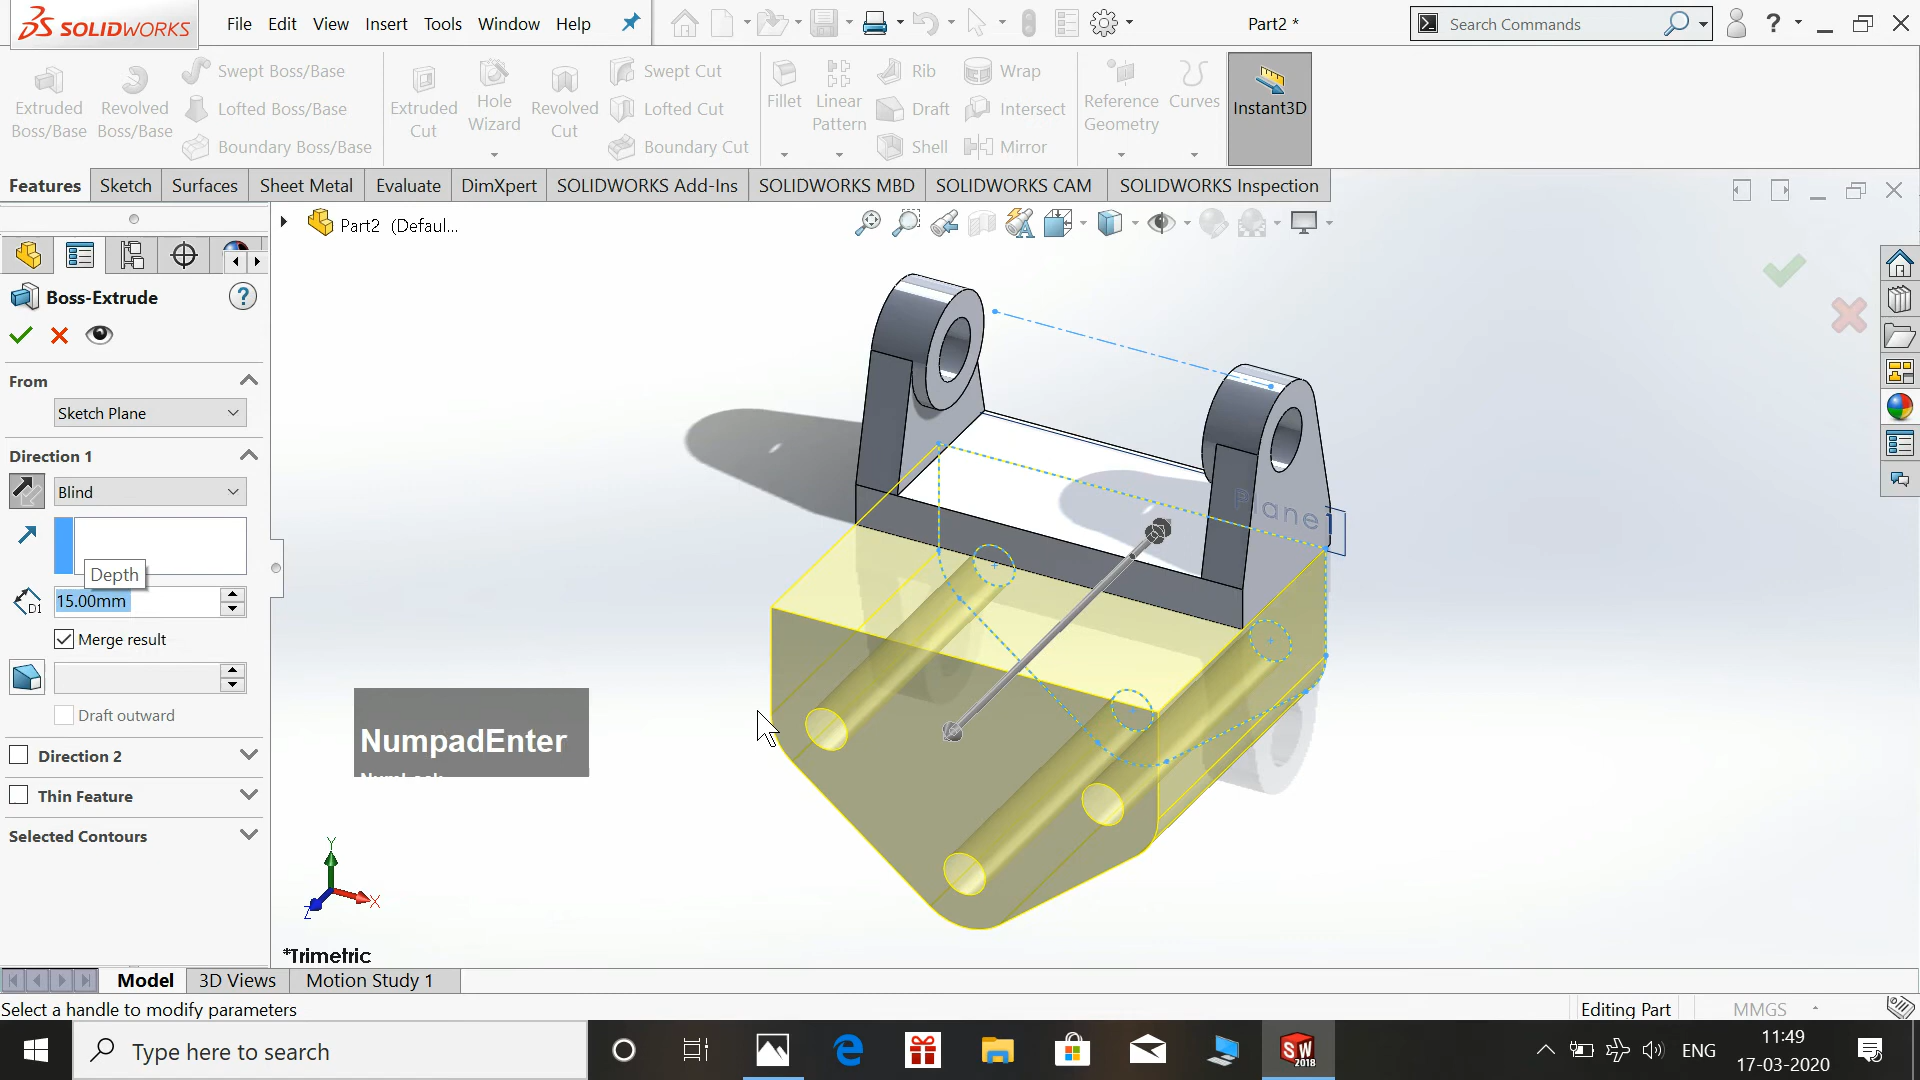 SOLIDWORKS
File Edit View Insert Tools Window Help
Part2 *
Search Commands
Extruded Boss/Base
Revolved Boss/Base
Swept Boss/Base
Lofted Boss/Base
Boundary Boss/Base
Extruded Cut
Hole Wizard
Revolved Cut
Swept Cut
Lofted Cut
Boundary Cut
Fillet
Linear Pattern
Rib
Draft
Shell
Wrap
Intersect
Mirror
Reference Geometry
Curves
Instant3D
Features Sketch Surfaces Sheet Metal Evaluate DimXpert SOLIDWORKS Add-Ins SOLIDWORKS MBD SOLIDWORKS CAM SOLIDWORKS Inspection
Part2 (Defaul...
Boss-Extrude
From
Sketch Plane
Direction 1
Blind
Depth
D1
15.00mm
Merge result
Draft outward
Direction 2
Thin Feature
Selected Contours
Plane1
NumpadEnter
Y
X
Z
*Trimetric
Model 3D Views Motion Study 1
Select a handle to modify parameters
Editing Part
MMGS
Type here to search
SW
2018
ENG
11:49
17-03-2020